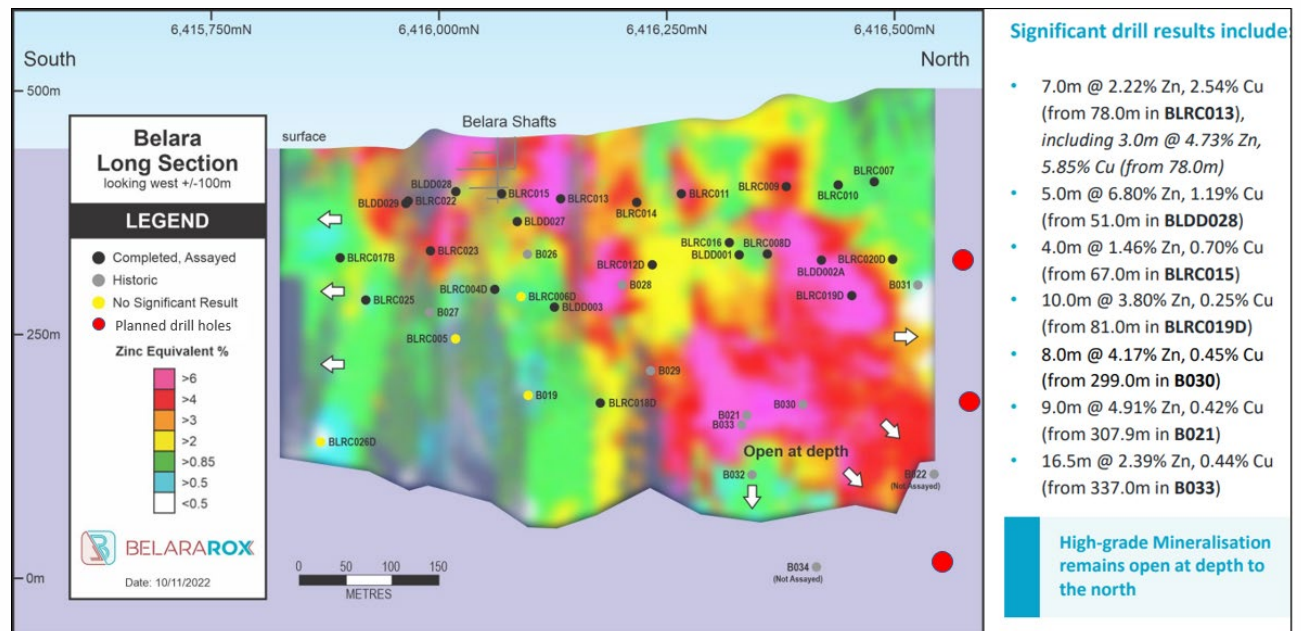 6,415,750mN
6,416,000mN
6,416,250mN
6,416,500mN
South
North
500m
250m
0m
Belara
Long Section
looking west +/-100m
LEGEND
Completed, Assayed
Historic
No Significant Result
Planned drill holes
Zinc Equivalent %
>6
>4
>3
>2
>0.85
>0.5
<0.5
BELARAROX
Date: 10/11/2022
surface
Belara Shafts
BLDD028
BLDD029
BLRC022
BLRC015
BLRC013
BLRC014
BLRC011
BLRC009
BLRC010
BLRC007
BLDD027
BLRC023
B026
BLRC016
BLRC008D
BLDD001
BLRC017B
BLRC012D
BLDD002A
BLRC020D
BLRC004D
BLRC006D
B028
BLRC019D
B031
BLRC025
B027
BLDD003
BLRC005
B029
B019
BLRC018D
B021
B030
B033
BLRC026D
Open at depth
B032
B022
(Not Assayed)
B034
(Not Assayed)
0 50 100 150
METRES
Significant drill results include:
• 7.0m @ 2.22% Zn, 2.54% Cu
(from 78.0m in BLRC013),
including 3.0m @ 4.73% Zn,
5.85% Cu (from 78.0m)
• 5.0m @ 6.80% Zn, 1.19% Cu
(from 51.0m in BLDD028)
• 4.0m @ 1.46% Zn, 0.70% Cu
(from 67.0m in BLRC015)
• 10.0m @ 3.80% Zn, 0.25% Cu
(from 81.0m in BLRC019D)
• 8.0m @ 4.17% Zn, 0.45% Cu
(from 299.0m in B030)
• 9.0m @ 4.91% Zn, 0.42% Cu
(from 307.9m in B021)
• 16.5m @ 2.39% Zn, 0.44% Cu
(from 337.0m in B033)
High-grade Mineralisation
remains open at depth to
the north